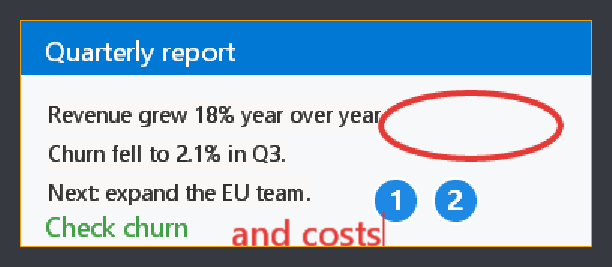 Quarterly report
Revenue grew 18% year over year
Churn fell to 2.1% in Q3.
Next: expand the EU team.
1 2
Check churn
and costs